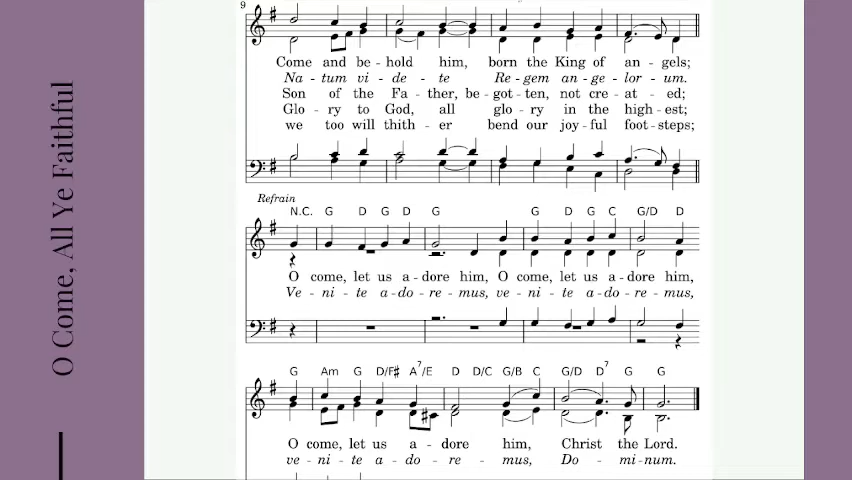 O Come, All Ye Faithful
9
Come and be - hold him, born the King of an - gels;
Na - tum vi - de - te Re - gem an - ge - lor - um.
Son of the Fa - ther, be - got - ten, not cre - at - ed;
Glo - ry to God, all glo - ry in the high - est;
we too will thith - er bend our joy - ful foot - steps;
Refrain
N.C. G D G D G G D G C G/D D
O come, let us a - dore him, O come, let us a - dore him,
Ve - ni - te a - do - re - mus, ve - ni - te a - do - re - mus,
G Am G D/F♯ A7/E D D/C G/B C G/D D7 G G
O come, let us a - dore him, Christ the Lord.
ve - ni - te a - do - re - mus, Do - mi - num.